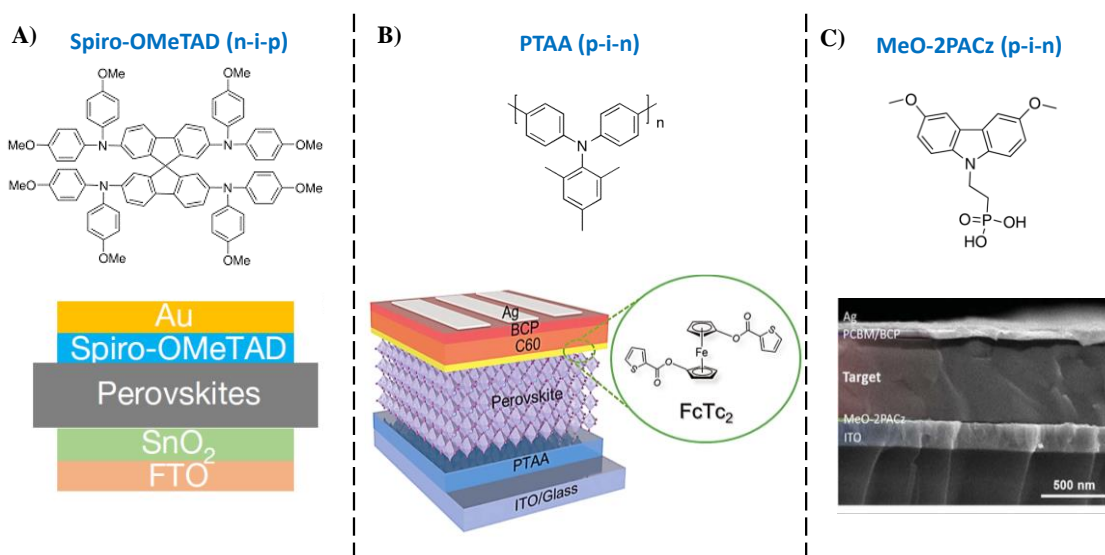 A)
Spiro-OMeTAD (n-i-p)
OMe
OMe
MeO
N
N
OMe
MeO
N
N
OMe
OMe
OMe
Au
Spiro-OMeTAD
Perovskites
SnO2
FTO
B)
PTAA (p-i-n)
n
N
Ag
BCP
C60
Perovskite
PTAA
ITO/Glass
O
O
S
Fe
S
O
O
FcTc2
C)
MeO-2PACz (p-i-n)
O
O
N
O
P
OH
HO
Ag
PCBM/BCP
Target
MeO-2PACz
ITO
500 nm